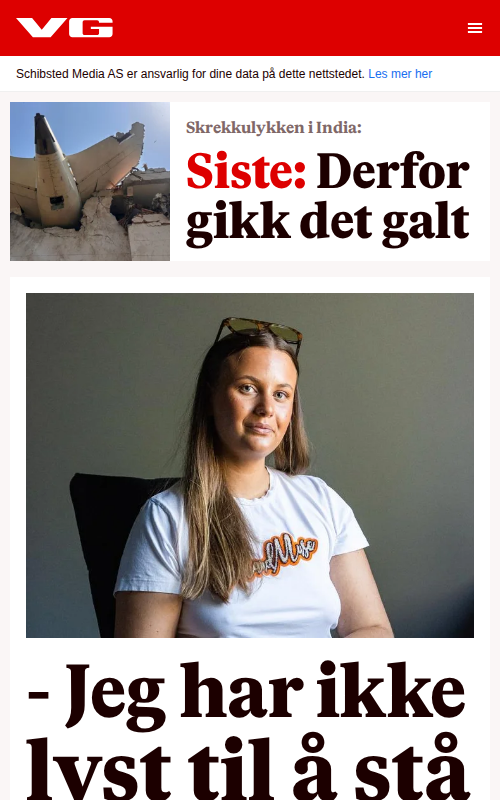 VG
Schibsted Media AS er ansvarlig for dine data på dette nettstedet. Les mer her
Skrekkulykken i India:
Siste: Derfor
gikk det galt
- Jeg har ikke
lyst til å stå